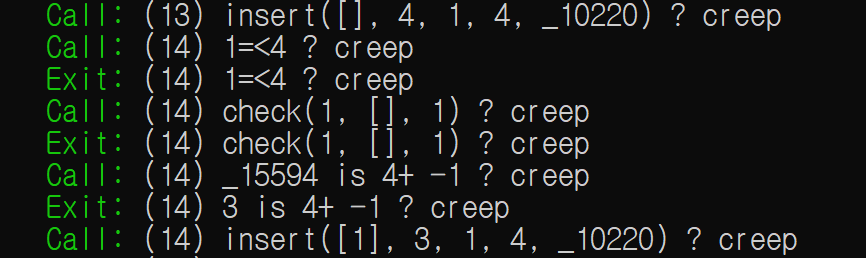 Call: (13) insert([], 4, 1, 4, _10220) ? creep
Call: (14) 1=<4 ? creep
Exit: (14) 1=<4 ? creep
Call: (14) check(1, [], 1) ? creep
Exit: (14) check(1, [], 1) ? creep
Call: (14) _15594 is 4+ -1 ? creep
Exit: (14) 3 is 4+ -1 ? creep
Call: (14) insert([1], 3, 1, 4, _10220) ? creep